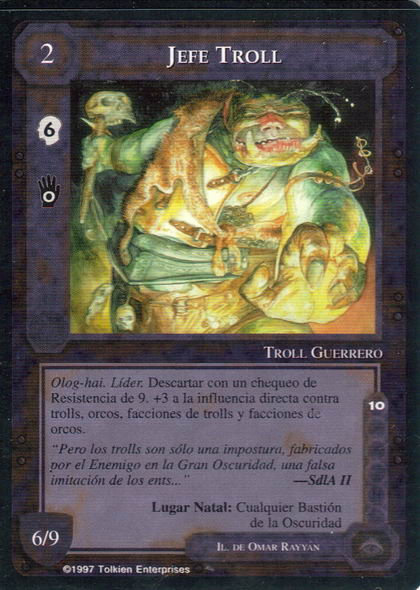 2
JEFE TROLL
6
0
TROLL GUERRERO
Olog-hai. Líder. Descartar con un chequeo de
Resistencia de 9. +3 a la influencia directa contra
trolls, orcos, facciones de trolls y facciones de
orcos.
10
“Pero los trolls son sólo una impostura, fabricados
por el Enemigo en la Gran Oscuridad, una falsa
imitación de los ents...” —SdlA II
Lugar Natal: Cualquier Bastión
de la Oscuridad
6/9
IL. DE OMAR RAYYAN
©1997 Tolkien Enterprises